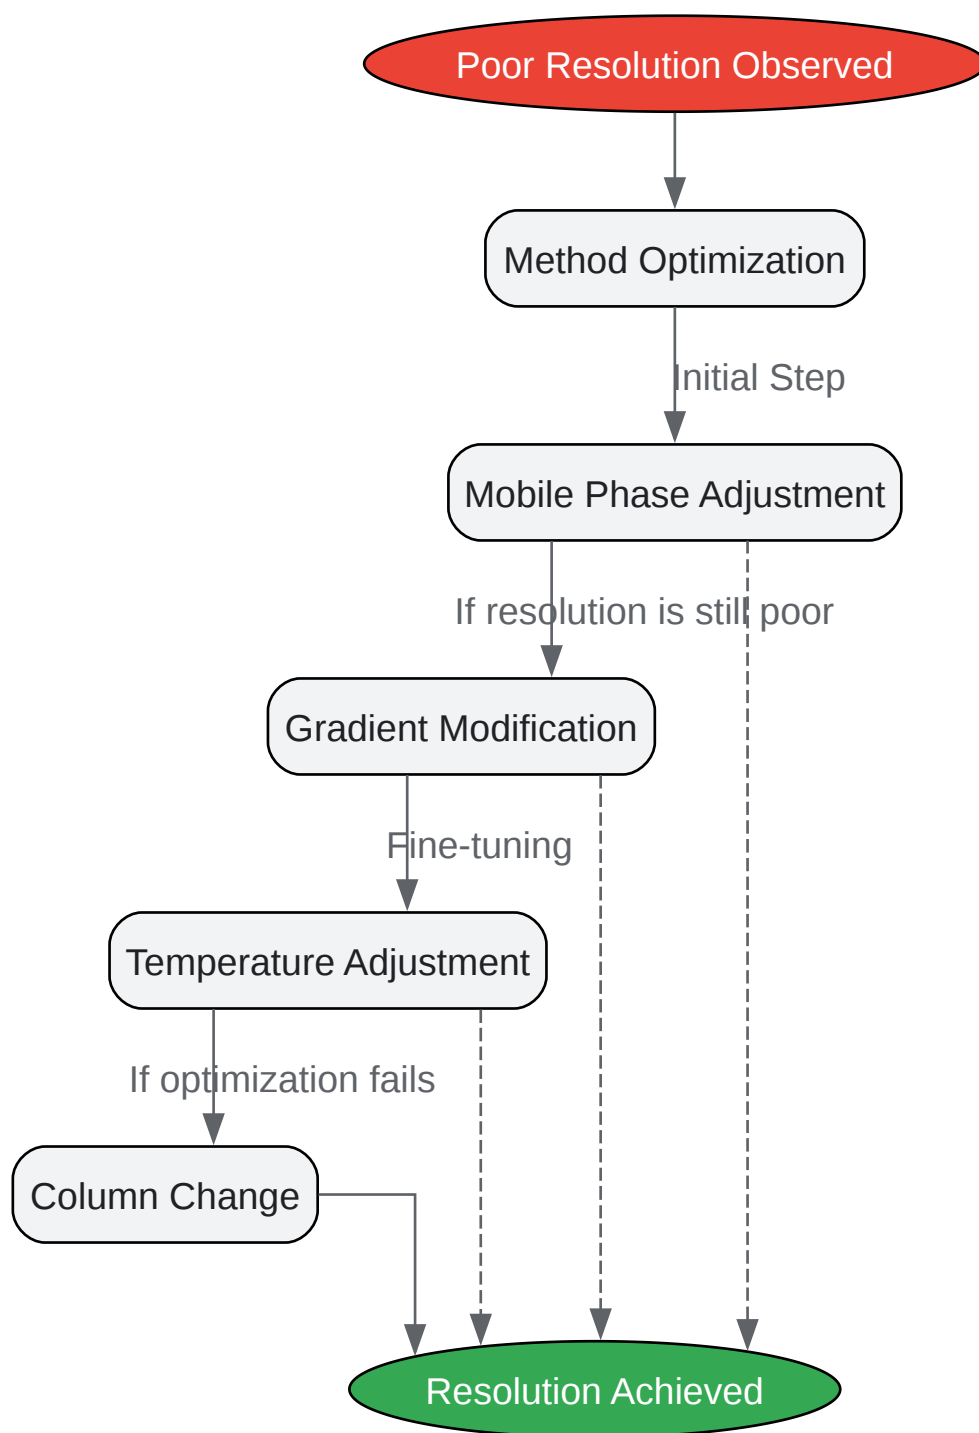 Poor Resolution Observed
Method Optimization
Initial Step
Mobile Phase Adjustment
If resolution is still poor
Gradient Modification
Fine-tuning
Temperature Adjustment
If optimization fails
Column Change
Resolution Achieved